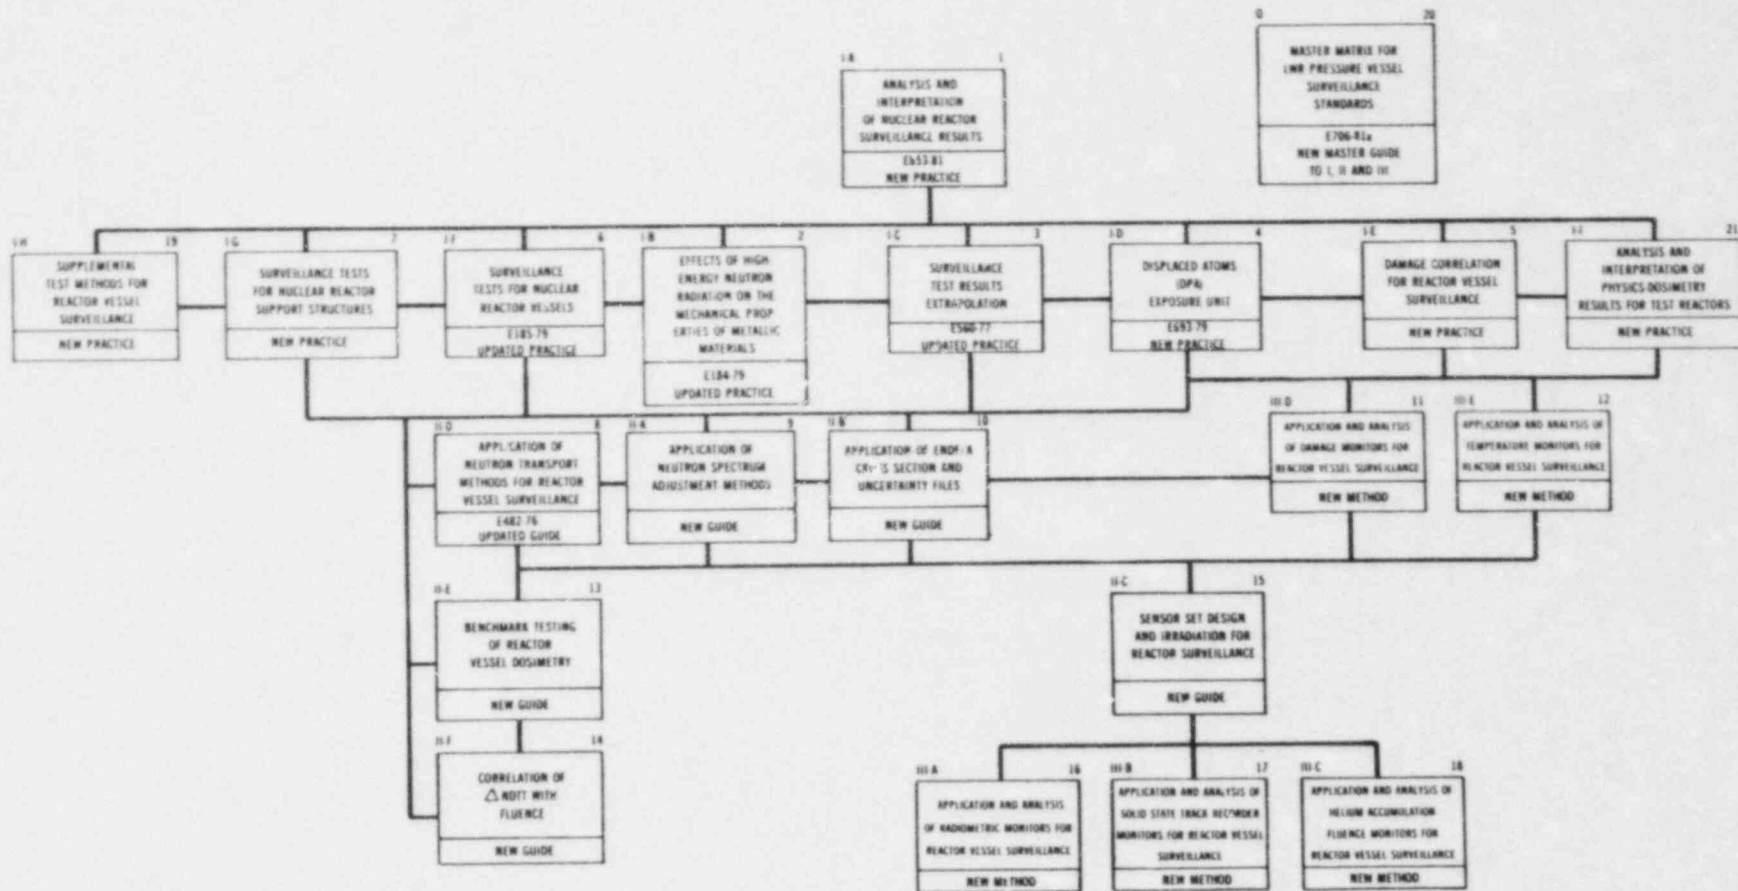 0 20
MASTER MATRIX FOR
LWR PRESSURE VESSEL
SURVEILLANCE
STANDARDS
E706-81a
NEW MASTER GUIDE
TO I, II AND III
I-A 1
ANALYSIS AND
INTERPRETATION
OF NUCLEAR REACTOR
SURVEILLANCE RESULTS
E853-81
NEW PRACTICE
I-H 19
SUPPLEMENTAL
TEST METHODS FOR
REACTOR VESSEL
SURVEILLANCE
NEW PRACTICE
I-G 7
SURVEILLANCE TESTS
FOR NUCLEAR REACTOR
SUPPORT STRUCTURES
NEW PRACTICE
I-F 6
SURVEILLANCE
TESTS FOR NUCLEAR
REACTOR VESSELS
E185-79
UPDATED PRACTICE
I-B 2
EFFECTS OF HIGH
ENERGY NEUTRON
RADIATION ON THE
MECHANICAL PROP
ERTIES OF METALLIC
MATERIALS
E184-79
UPDATED PRACTICE
I-C 3
SURVEILLANCE
TEST RESULTS
EXTRAPOLATION
E560-77
UPDATED PRACTICE
I-D 4
DISPLACED ATOMS
(DPA)
EXPOSURE UNIT
E693-79
NEW PRACTICE
I-E 5
DAMAGE CORRELATION
FOR REACTOR VESSEL
SURVEILLANCE
NEW PRACTICE
21
ANALYSIS AND
INTERPRETATION OF
PHYSICS-DOSIMETRY
RESULTS FOR TEST REACTORS
NEW PRACTICE
II-D 8
APPLICATION OF
NEUTRON TRANSPORT
METHODS FOR REACTOR
VESSEL SURVEILLANCE
E482-76
UPDATED GUIDE
II-A 9
APPLICATION OF
NEUTRON SPECTRUM
ADJUSTMENT METHODS
NEW GUIDE
II-B 10
APPLICATION OF ENDF/A
CROSS SECTION AND
UNCERTAINTY FILES
NEW GUIDE
III-D 11
APPLICATION AND ANALYSIS
OF DAMAGE MONITORS FOR
REACTOR VESSEL SURVEILLANCE
NEW METHOD
III-E 12
APPLICATION AND ANALYSIS OF
TEMPERATURE MONITORS FOR
REACTOR VESSEL SURVEILLANCE
NEW METHOD
II-E 13
BENCHMARK TESTING
OF REACTOR
VESSEL DOSIMETRY
NEW GUIDE
II-C 15
SENSOR SET DESIGN
AND IRRADIATION FOR
REACTOR SURVEILLANCE
NEW GUIDE
II-F 14
CORRELATION OF
△ NDTT WITH
FLUENCE
NEW GUIDE
III-A 16
APPLICATION AND ANALYSIS
OF RADIOMETRIC MONITORS FOR
REACTOR VESSEL SURVEILLANCE
NEW METHOD
III-B 17
APPLICATION AND ANALYSIS OF
SOLID STATE TRACK RECORDER
MONITORS FOR REACTOR VESSEL
SURVEILLANCE
NEW METHOD
III-C 18
APPLICATION AND ANALYSIS OF
HELIUM ACCUMULATION
FLUENCE MONITORS FOR
REACTOR VESSEL SURVEILLANCE
NEW METHOD